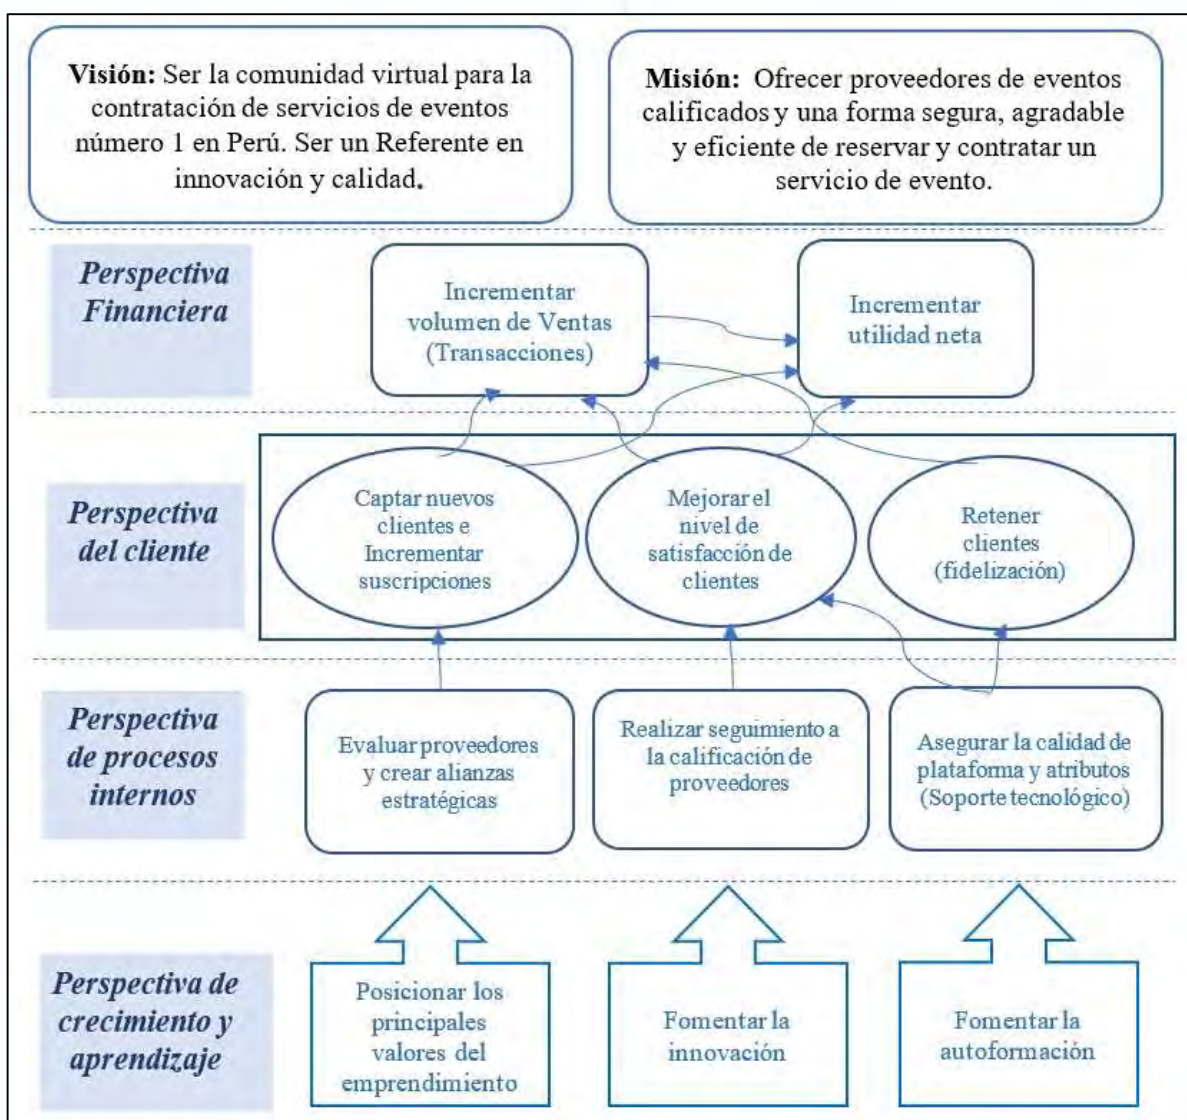 Visión: Ser la comunidad virtual para la
contratación de servicios de eventos
número 1 en Perú. Ser un Referente en
innovación y calidad.
Misión: Ofrecer proveedores de eventos
calificados y una forma segura, agradable
y eficiente de reservar y contratar un
servicio de evento.
Perspectiva
Financiera
Incrementar
volumen de Ventas
(Transacciones)
Incrementar
utilidad neta
Perspectiva
del cliente
Captar nuevos
clientes e
Incrementar
suscripciones
Mejorar el
nivel de
satisfacción de
clientes
Retener
clientes
(fidelización)
Perspectiva
de procesos
internos
Evaluar proveedores
y crear alianzas
estratégicas
Realizar seguimiento a
la calificación de
proveedores
Asegurar la calidad de
plataforma y atributos
(Soporte tecnológico)
Perspectiva de
crecimiento y
aprendizaje
Posicionar los
principales
valores del
emprendimiento
Fomentar la
innovación
Fomentar la
autoformación